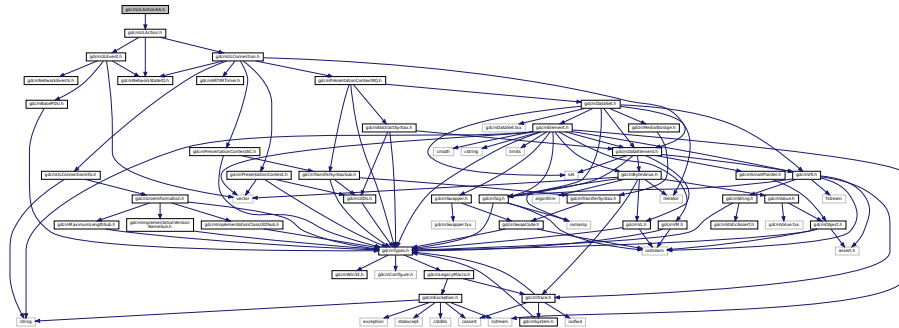 gdcmULActionAA.h
gdcmULAction.h
gdcmULEvent.h
gdcmULConnection.h
gdcmNetworkEvents.h
gdcmNetworkStateID.h
gdcmARTIMTimer.h
gdcmPresentationContextRQ.h
gdcmBasePDU.h
gdcmDataSet.h
gdcmAbstractSyntax.h
gdcmDataSet.txx
gdcmElement.h
gdcmMediaStorage.h
gdcmPresentationContextAC.h
cmath
cstring
limits
gdcmDataElement.h
gdcmULConnectionInfo.h
gdcmPresentationContext.h
gdcmTransferSyntaxSub.h
set
gdcmByteValue.h
gdcmSmartPointer.h
gdcmVR.h
gdcmUserInformation.h
vector
gdcmUIDs.h
gdcmSwapper.h
gdcmTag.h
algorithm
gdcmTransferSyntax.h
iterator
gdcmString.h
gdcmValue.h
fstream
gdcmMaximumLengthSub.h
gdcmImplementationVersion
NameSub.h
gdcmImplementationClassUIDSub.h
gdcmSwapper.txx
gdcmSwapCode.h
iomanip
gdcmVL.h
gdcmVM.h
gdcmStaticAssert.h
gdcmValue.txx
gdcmObject.h
gdcmTypes.h
iostream
assert.h
gdcmWin32.h
gdcmConfigure.h
gdcmLegacyMacro.h
string
gdcmException.h
gdcmTrace.h
exception
stdexcept
cstdlib
cassert
sstream
gdcmSystem.h
iosfwd